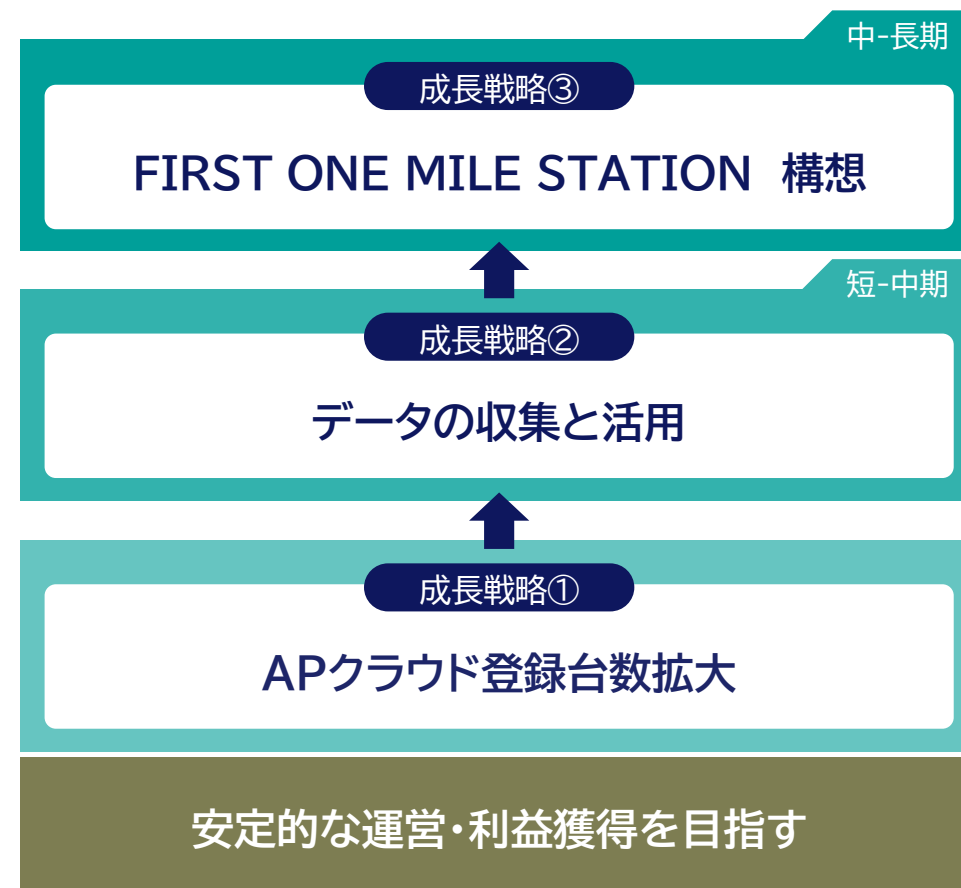 中-長期
成長戦略③
FIRST ONE MILE STATION 構想
短-中期
成長戦略②
データの収集と活用
成長戦略①
APクラウド登録台数拡大
安定的な運営・利益獲得を目指す